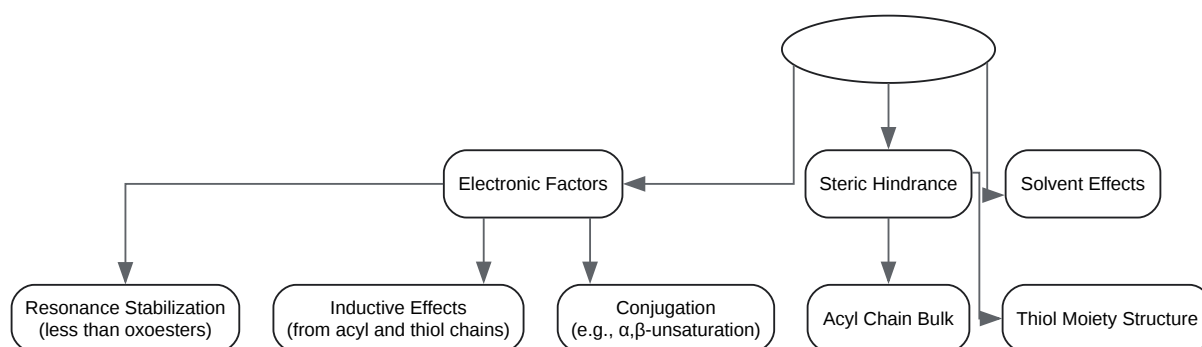 Electronic Factors
Steric Hindrance
Solvent Effects
Resonance Stabilization
(less than oxoesters)
Inductive Effects
(from acyl and thiol chains)
Conjugation
(e.g., α,β-unsaturation)
Acyl Chain Bulk
Thiol Moiety Structure